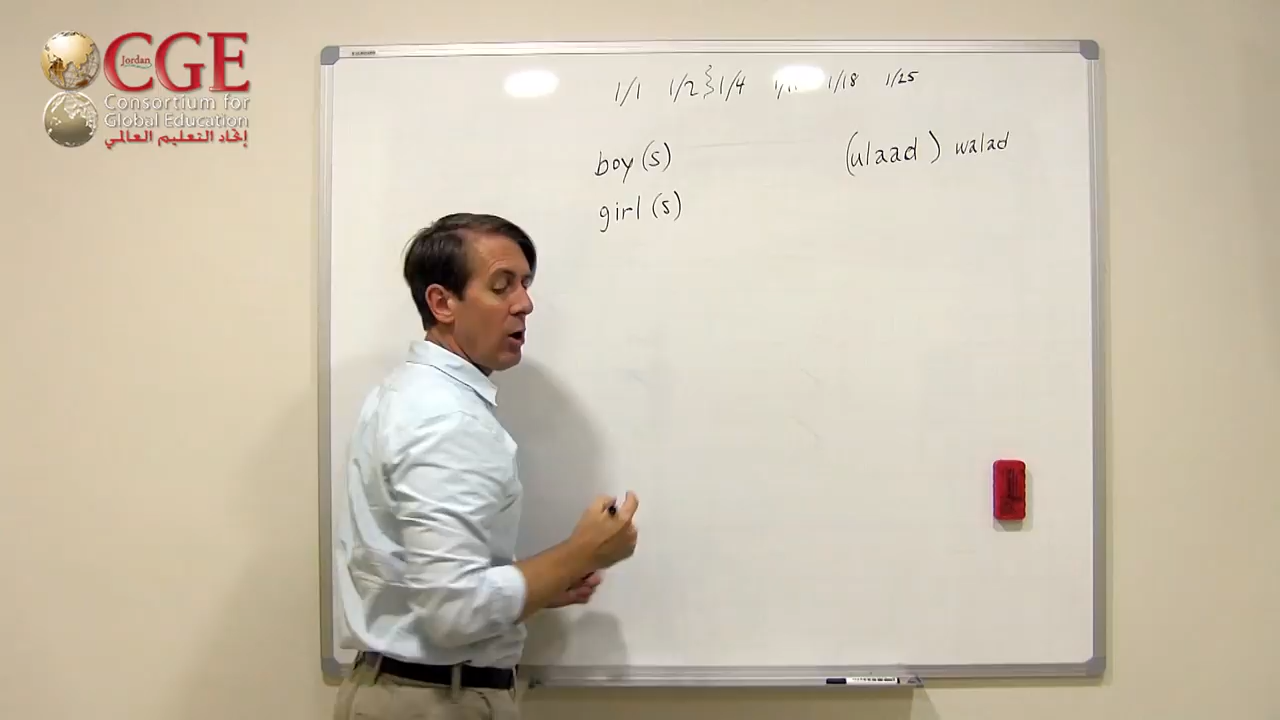 Jordan
CGE
Consortium for
Global Education
إتحاد التعليم العالمي
1/1 1/2 1/4 1/18 1/25
boy (s) (ulaad) walad
girl (s)